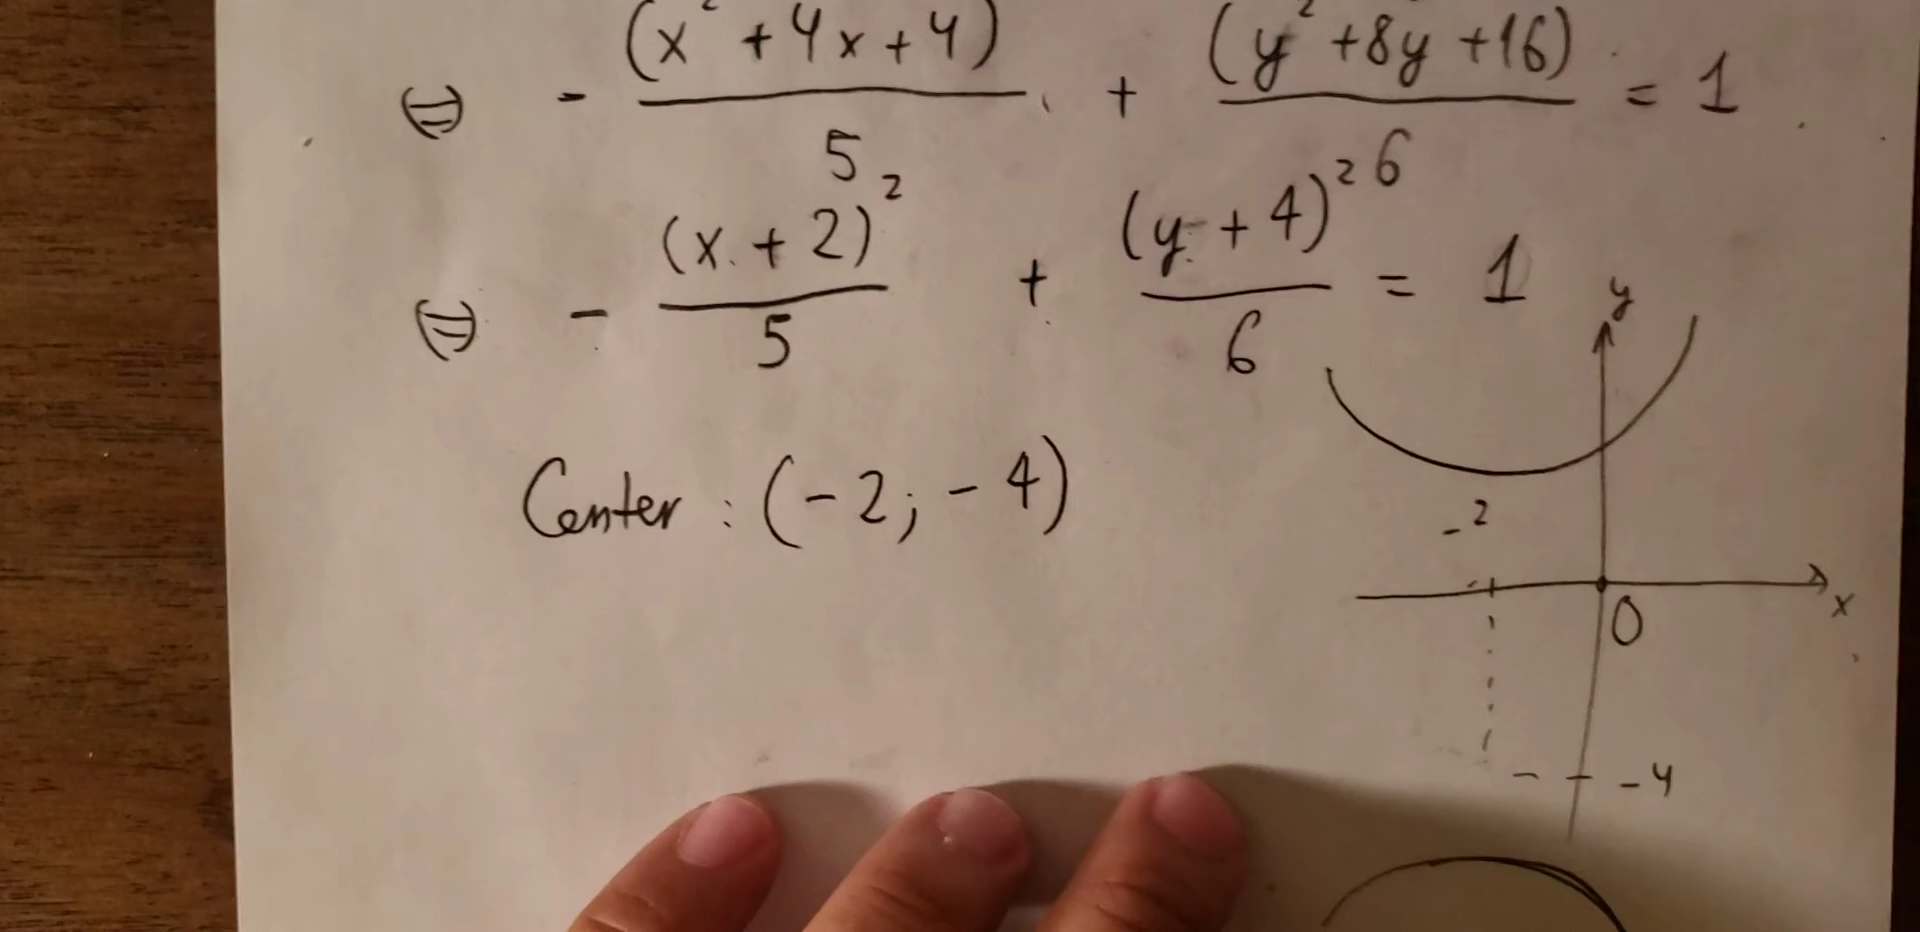 ⇔ - (x² + 4x + 4) / 5 + (y² + 8y + 16) / 6 = 1
⇔ - (x + 2)² / 5 + (y + 4)² / 6 = 1
Center : (-2; -4)
y
-2
x
0
-4